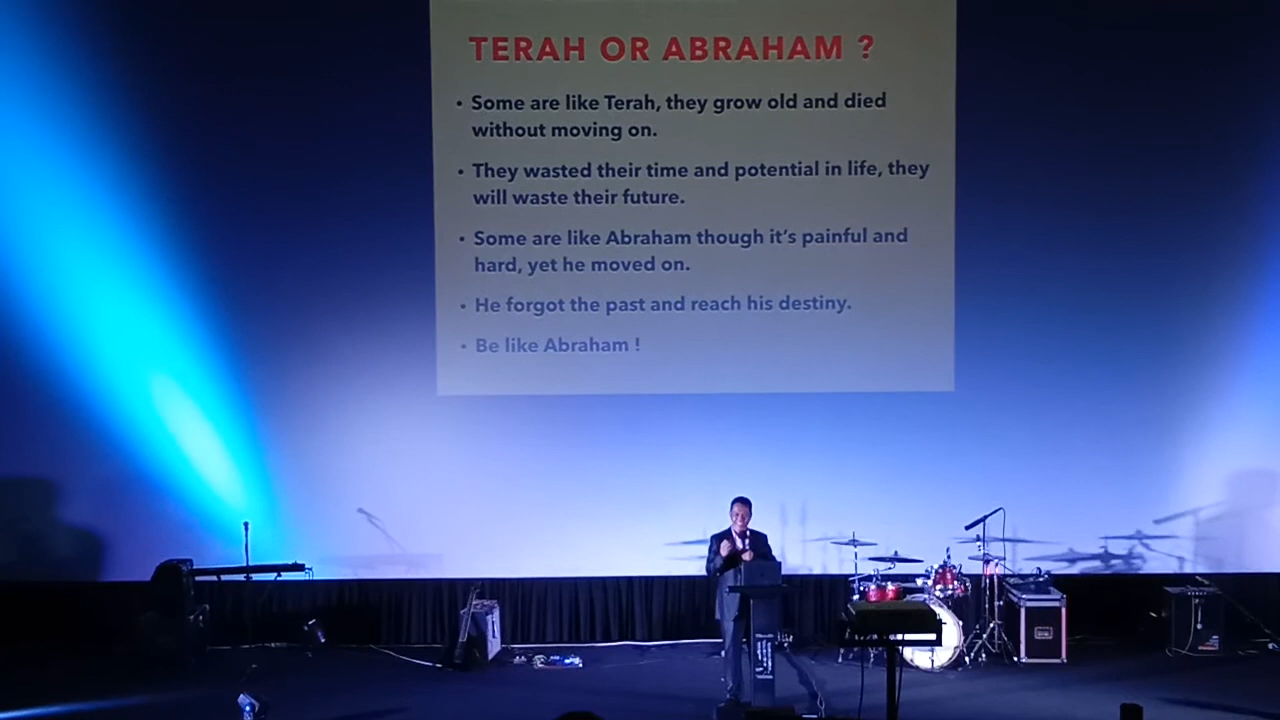 TERAH OR ABRAHAM ?
• Some are like Terah, they grow old and died
without moving on.
• They wasted their time and potential in life, they
will waste their future.
• Some are like Abraham though it’s painful and
hard, yet he moved on.
• He forgot the past and reach his destiny.
• Be like Abraham !